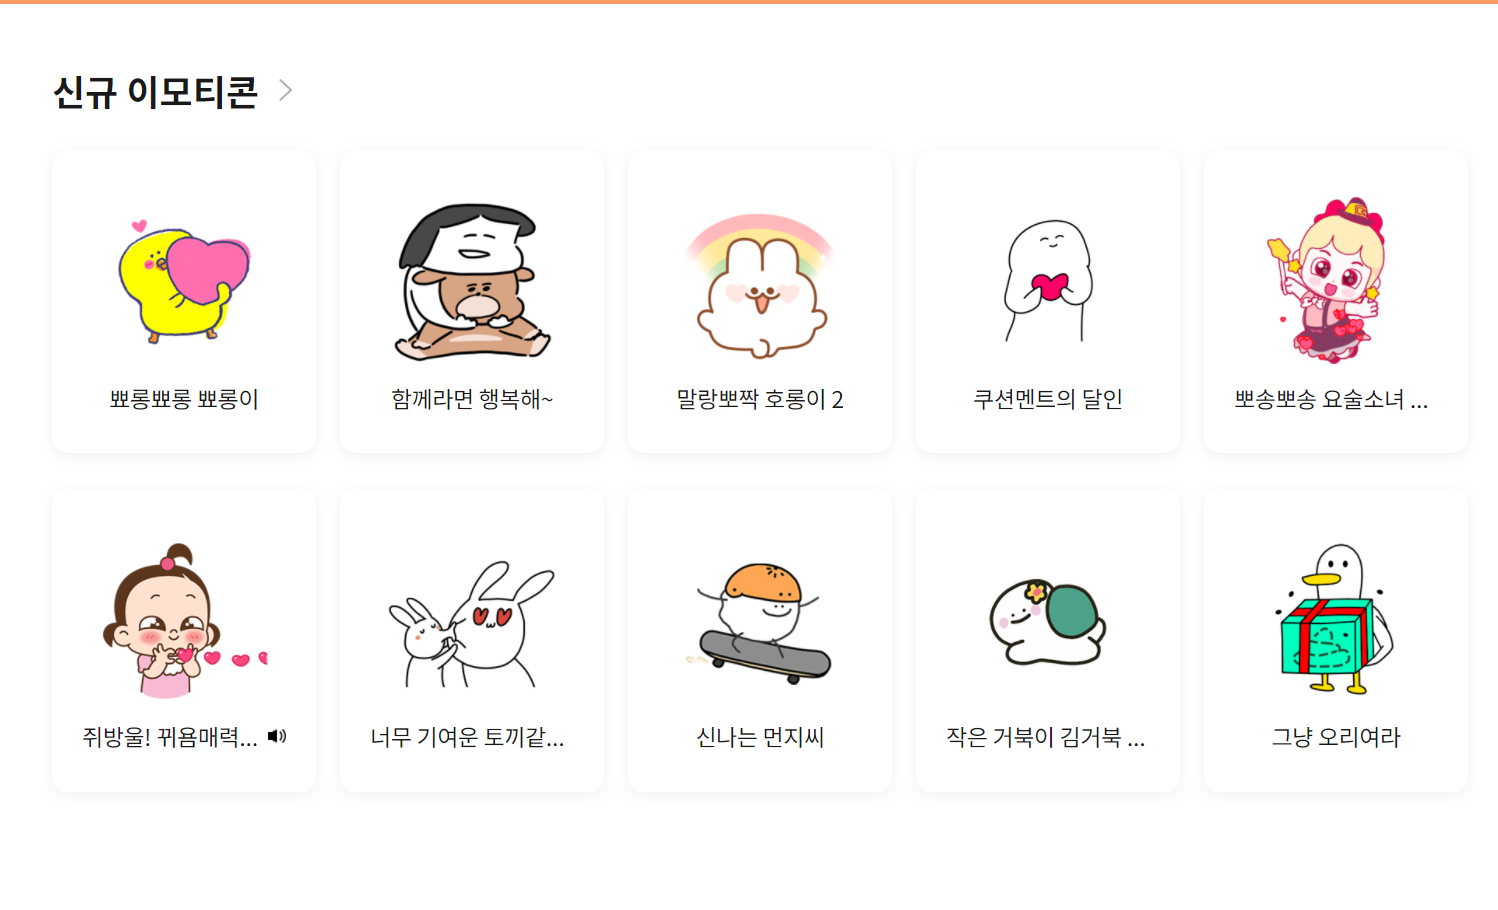 신규 이모티콘
뾰롱뾰롱 뾰롱이
함께라면 행복해~
말랑뽀짝 호롱이 2
쿠션멘트의 달인
뽀송뽀송 요술소녀 ...
쥐방울! 뀌욤매력...
너무 기여운 토끼같...
신나는 먼지씨
작은 거북이 김거북 ...
그냥 오리여라